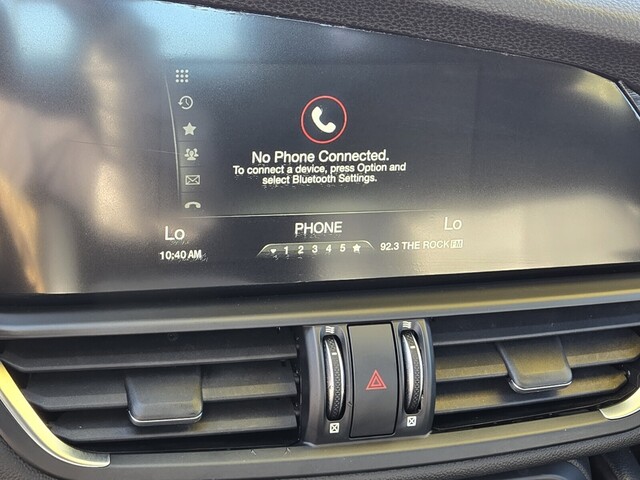 No Phone Connected.
To connect a device, press Option and
select Bluetooth Settings.
Lo PHONE Lo
10:40 AM 1 2 3 4 5 92.3 THE ROCK FM